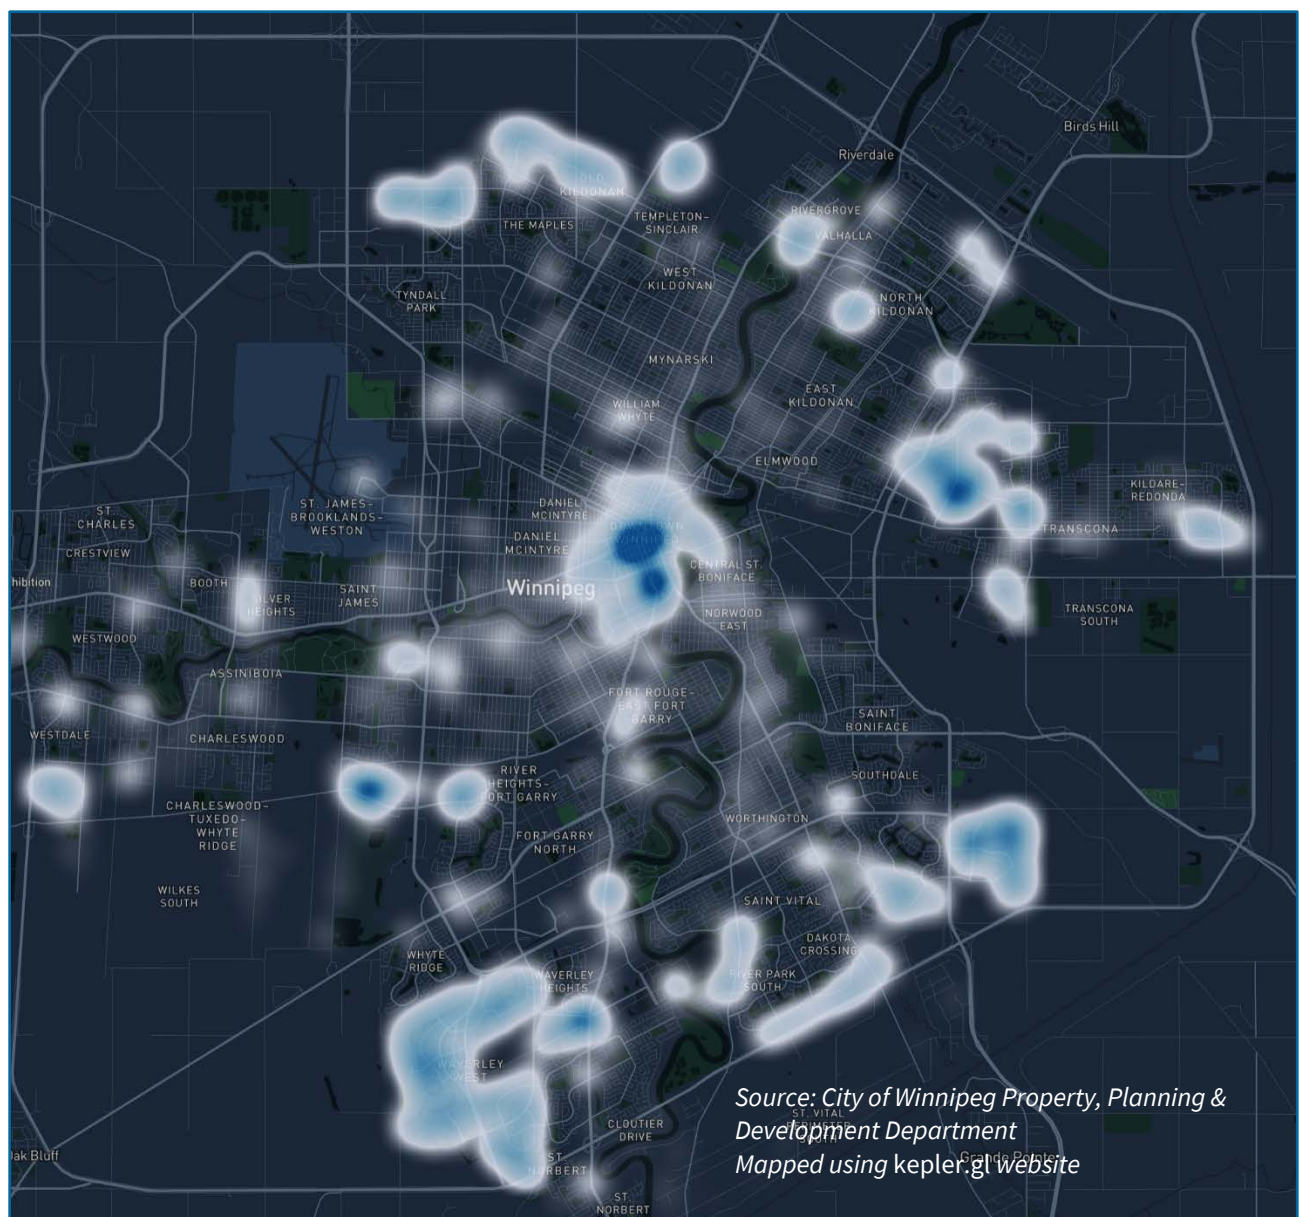 Birds Hill
Riverdale
OLD
KILDONAN
RIVERGROVE
TEMPLETON–
SINCLAIR
THE MAPLES
VALHALLA
WEST
KILDONAN
TYNDALL
PARK
NORTH
KILDONAN
MYNARSKI
EAST
KILDONAN
WILLIAM
WHYTE
ELMWOOD
KILDARE–
REDONDA
ST.
CHARLES
ST. JAMES–
BROOKLANDS–
WESTON
DANIEL
MCINTYRE
DOWNTOWN
WINNIPEG
TRANSCONA
CRESTVIEW
DANIEL
MCINTYRE
CENTRAL ST.
BONIFACE
hibition
BOOTH
Winnipeg
SILVER
HEIGHTS
SAINT
JAMES
NORWOOD
EAST
TRANSCONA
SOUTH
WESTWOOD
ASSINIBOIA
FORT ROUGE–
EAST FORT
GARRY
SAINT
BONIFACE
WESTDALE
CHARLESWOOD
RIVER
HEIGHTS–
FORT GARRY
SOUTHDALE
CHARLESWOOD–
TUXEDO–
WHYTE
RIDGE
FORT GARRY
NORTH
WORTHINGTON
WILKES
SOUTH
SAINT VITAL
DAKOTA
CROSSING
WHYTE
RIDGE
WAVERLEY
HEIGHTS
RIVER PARK
SOUTH
WAVERLEY
WEST
Source: City of Winnipeg Property, Planning &
Development Department
Mapped using kepler.gl website
ST. VITAL
PERIMETER
SOUTH
CLOUTIER
DRIVE
Oak Bluff
ST.
NORBERT
Grande Pointe
ST.
NORBERT